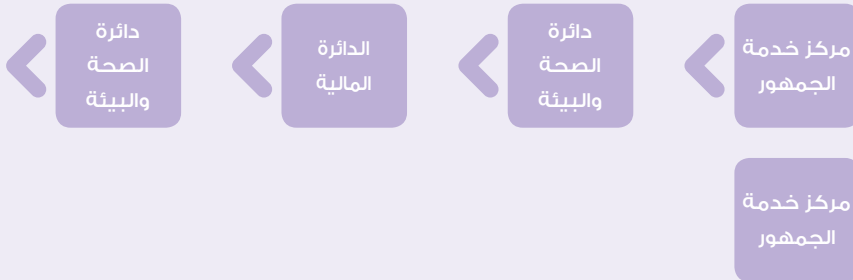 مركز خدمة
الجمهور
دائرة
الصحة
والبيئة
الدائرة
المالية
دائرة
الصحة
والبيئة
مركز خدمة
الجمهور